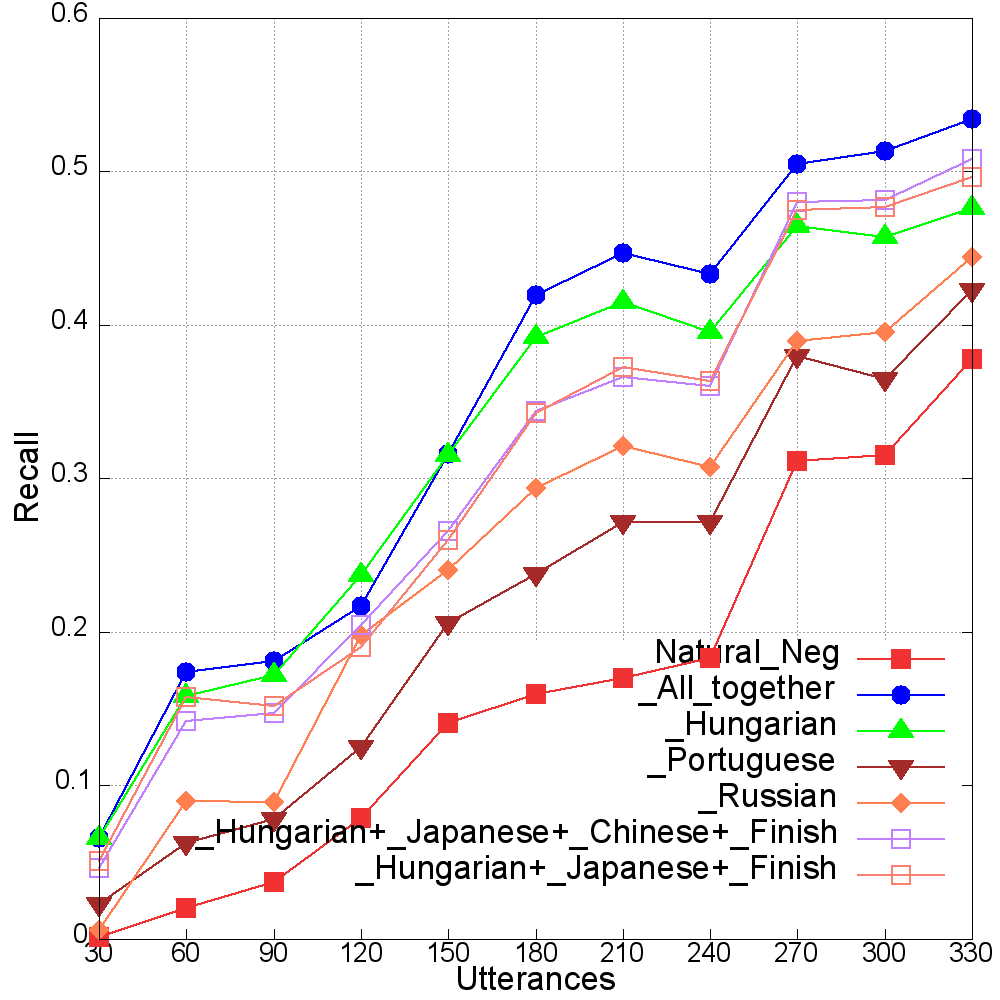 0.6
0.5
0.4
0.3
0.2
0.1
0
Recall
Natural_Neg
_All_together
_Hungarian
_Portuguese
_Russian
_Hungarian+_Japanese+_Chinese+_Finish
_Hungarian+_Japanese+_Finish
30 60 90 120 150 180 210 240 270 300 330
Utterances